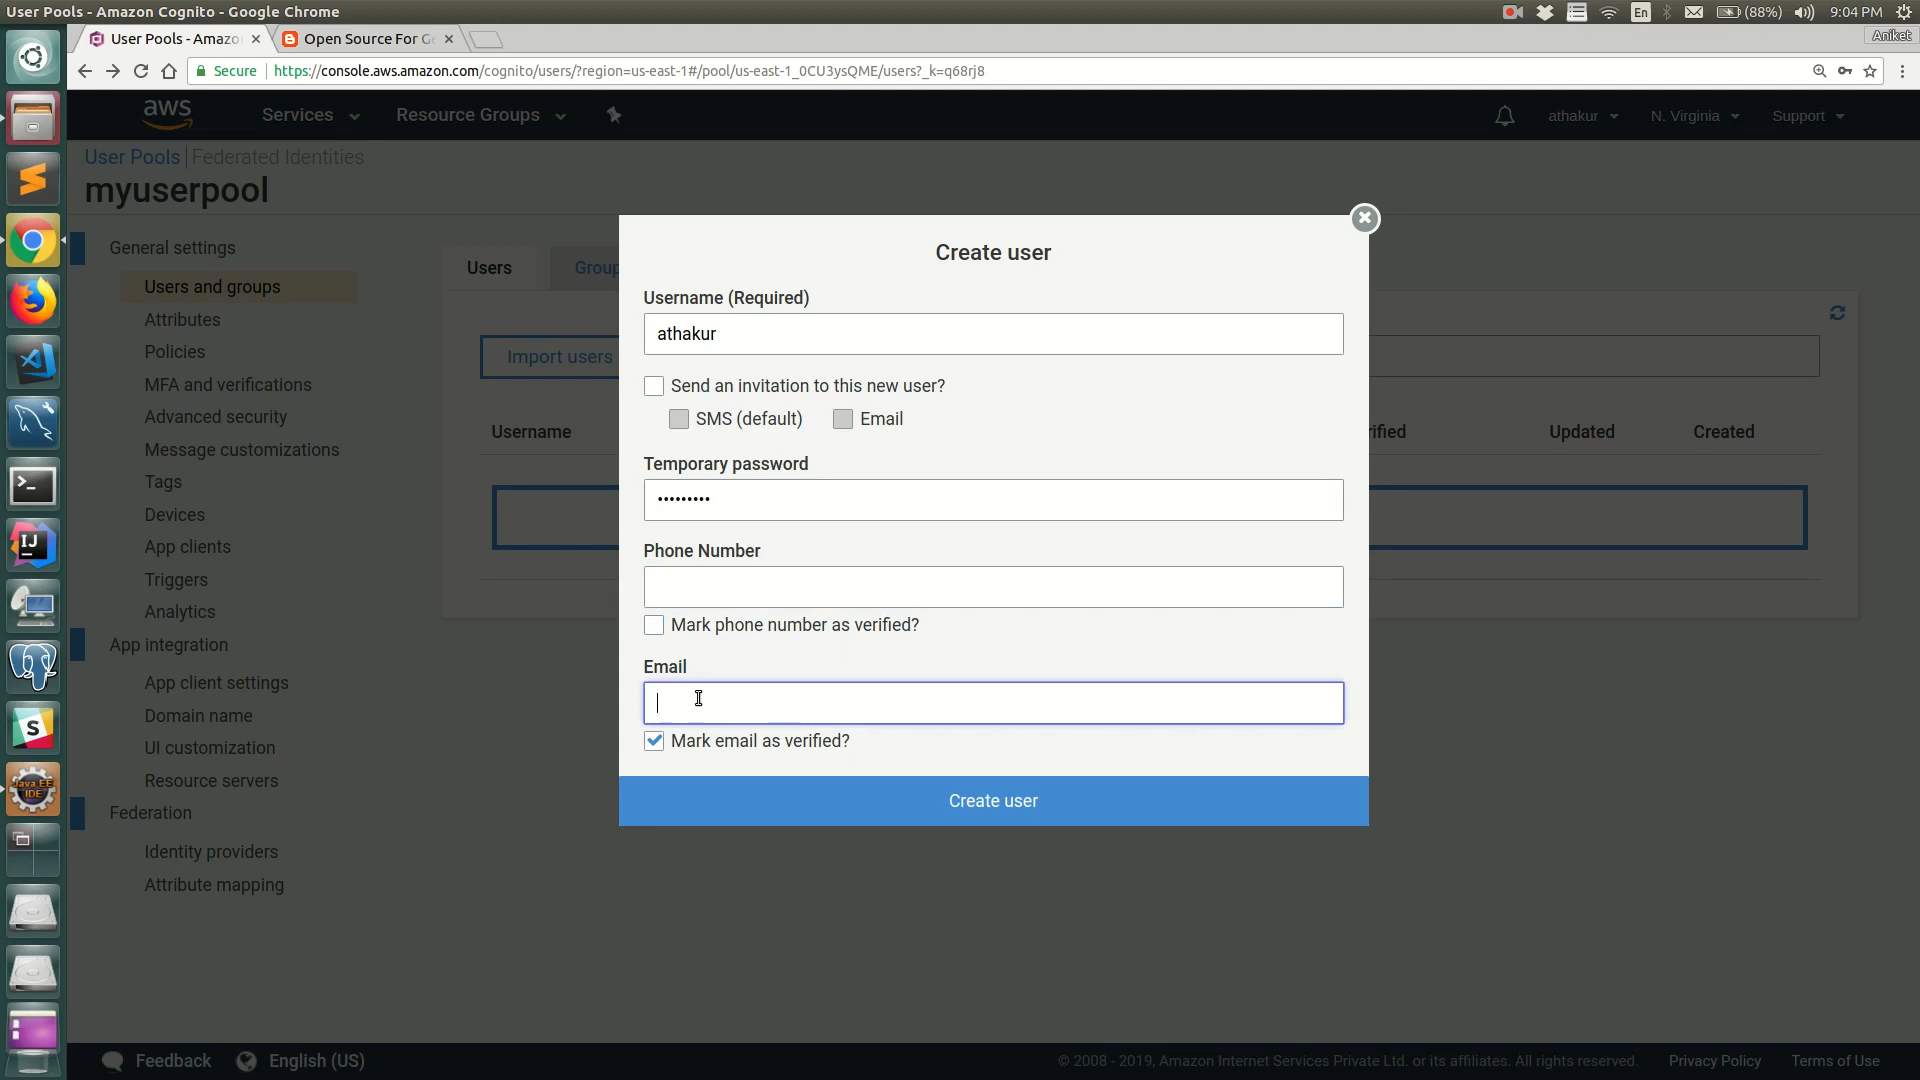 User Pools - Amazon Cognito - Google Chrome
En
(88%)
9:04 PM
User Pools - Amazo
Open Source For G
Aniket
Secure
https://console.aws.amazon.com/cognito/users/?region=us-east-1#/pool/us-east-1_0CU3ysQME/users?_k=q68rj8
aws
Services
Resource Groups
athakur
N. Virginia
Support
User Pools
Federated Identities
myuserpool
General settings
Users and groups
Attributes
Policies
MFA and verifications
Advanced security
Message customizations
Tags
Devices
App clients
Triggers
Analytics
App integration
App client settings
Domain name
UI customization
Resource servers
Federation
Identity providers
Attribute mapping
Users
Group
Import users
Username
rified
Updated
Created
Create user
Username (Required)
athakur
Send an invitation to this new user?
SMS (default)
Email
Temporary password
•••••••••
Phone Number
Mark phone number as verified?
Email
Mark email as verified?
Create user
IJ
S
Java EE
IDE
Feedback
English (US)
© 2008 - 2019, Amazon Internet Services Private Ltd. or its affiliates. All rights reserved.
Privacy Policy
Terms of Use